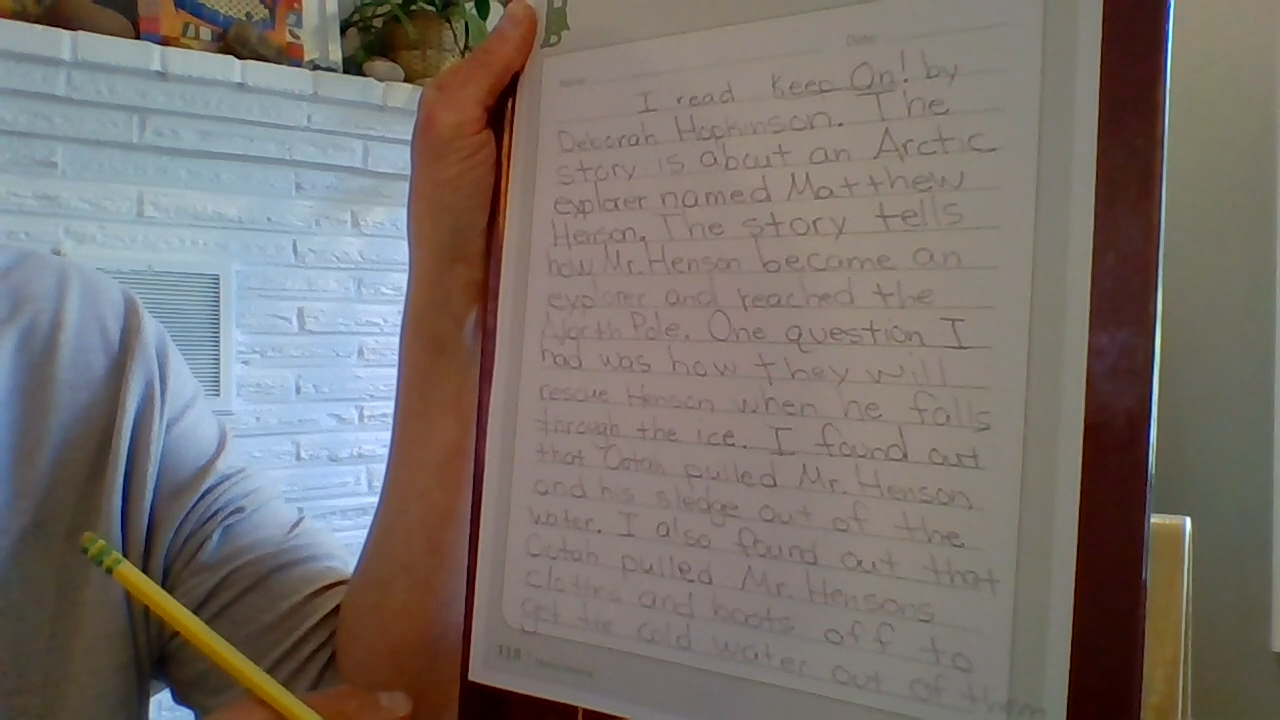 Date:
I read Keep On! by
Deborah Hopkinson. The
story is about an Arctic
explorer named Matthew
Henson. The story tells
how Mr. Henson became an
explorer and reached the
North Pole. One question I
had was how they will
rescue Henson when he falls
through the ice. I found out
that Ootah pulled Mr. Henson
and his sledge out of the
water. I also found out that
Ootah pulled Mr. Hensons
clothes and boots off to
get the cold water out of them
118